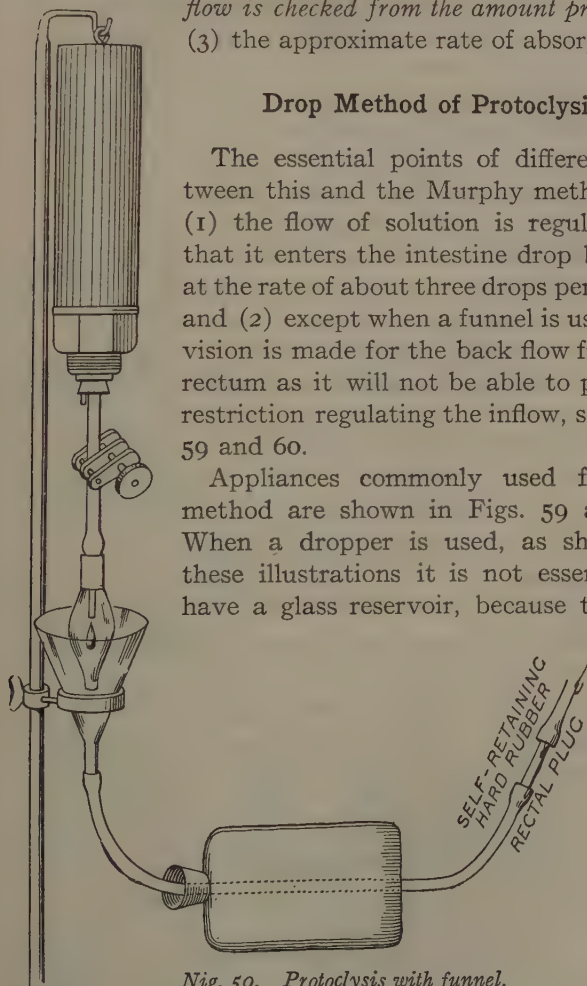 flow is checked from the amount pr
(3) the approximate rate of absor
Drop Method of Protoclysi
The essential points of differe
tween this and the Murphy meth
(1) the flow of solution is regul
that it enters the intestine drop
at the rate of about three drops per
and (2) except when a funnel is us
vision is made for the back flow f
rectum as it will not be able to p
restriction regulating the inflow, s
59 and 60.
Appliances commonly used f
method are shown in Figs. 59 a
When a dropper is used, as sh
these illustrations it is not essen
have a glass reservoir, because t
SELF-RETAINING
HARD RUBBER
RECTAL PLUG
Nig. 50. Protoclysis with funnel.